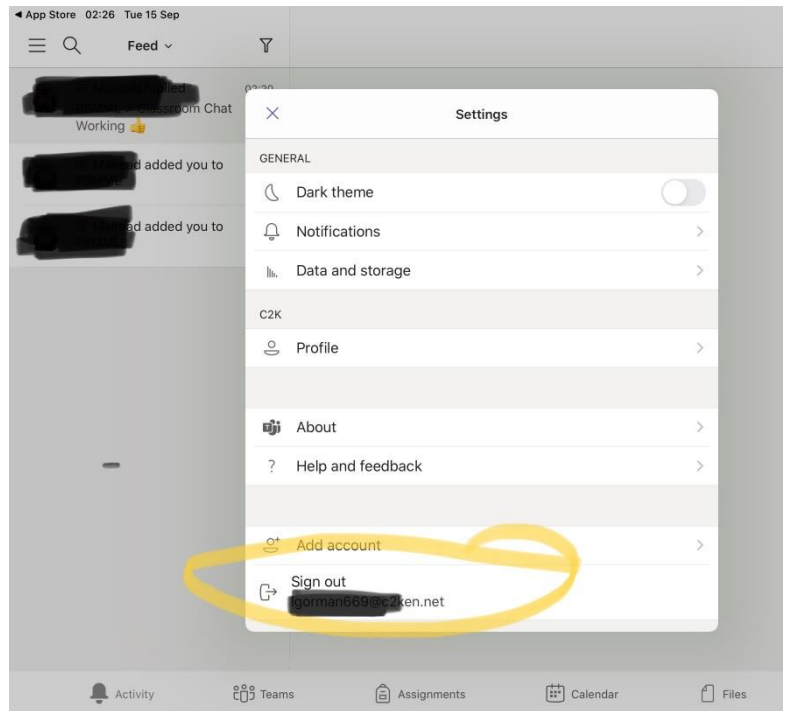 App Store 02:26 Tue 15 Sep
Feed
Chat
Working 👍
added you to
added you to
Settings
GENERAL
Dark theme
Notifications
Data and storage
C2K
Profile
About
? Help and feedback
Add account
Sign out
ken.net
Activity
Teams
Assignments
Calendar
Files